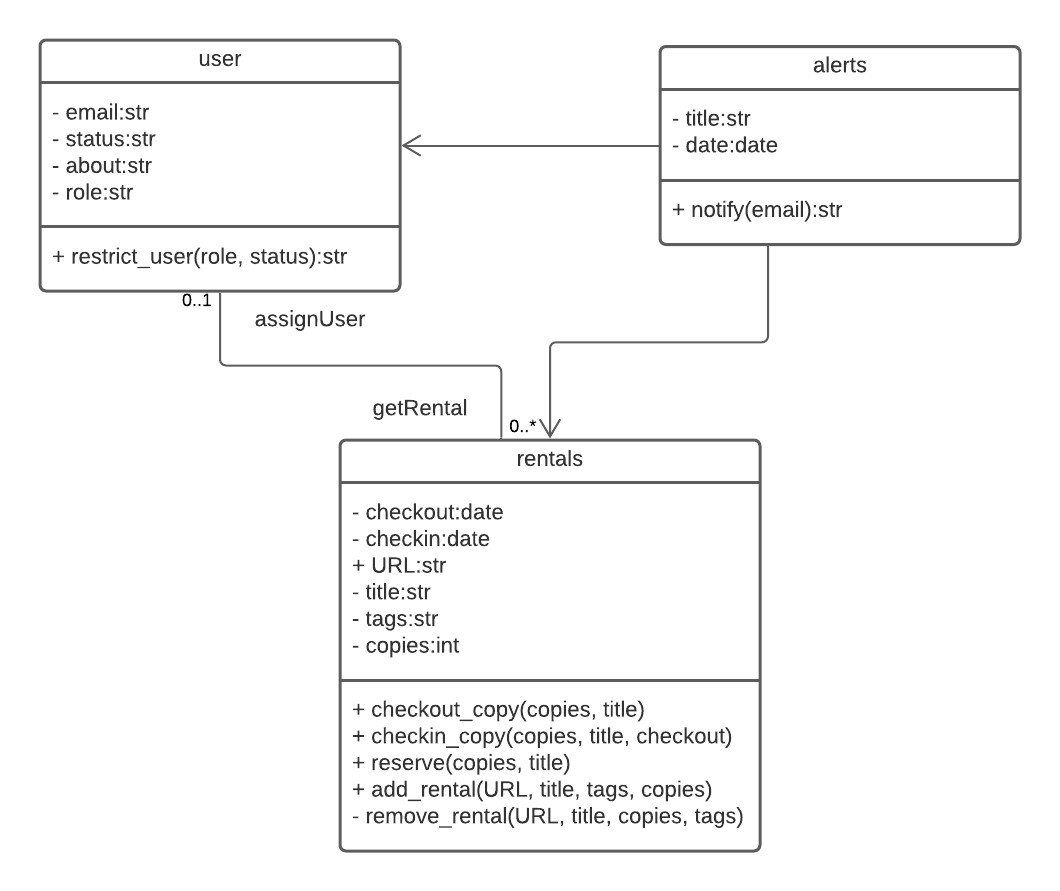 user
- email:str
- status:str
- about:str
- role:str
+ restrict_user(role, status):str
alerts
- title:str
- date:date
+ notify(email):str
0..1
assignUser
getRental
0..*
rentals
- checkout:date
- checkin:date
+ URL:str
- title:str
- tags:str
- copies:int
+ checkout_copy(copies, title)
+ checkin_copy(copies, title, checkout)
+ reserve(copies, title)
+ add_rental(URL, title, tags, copies)
- remove_rental(URL, title, copies, tags)